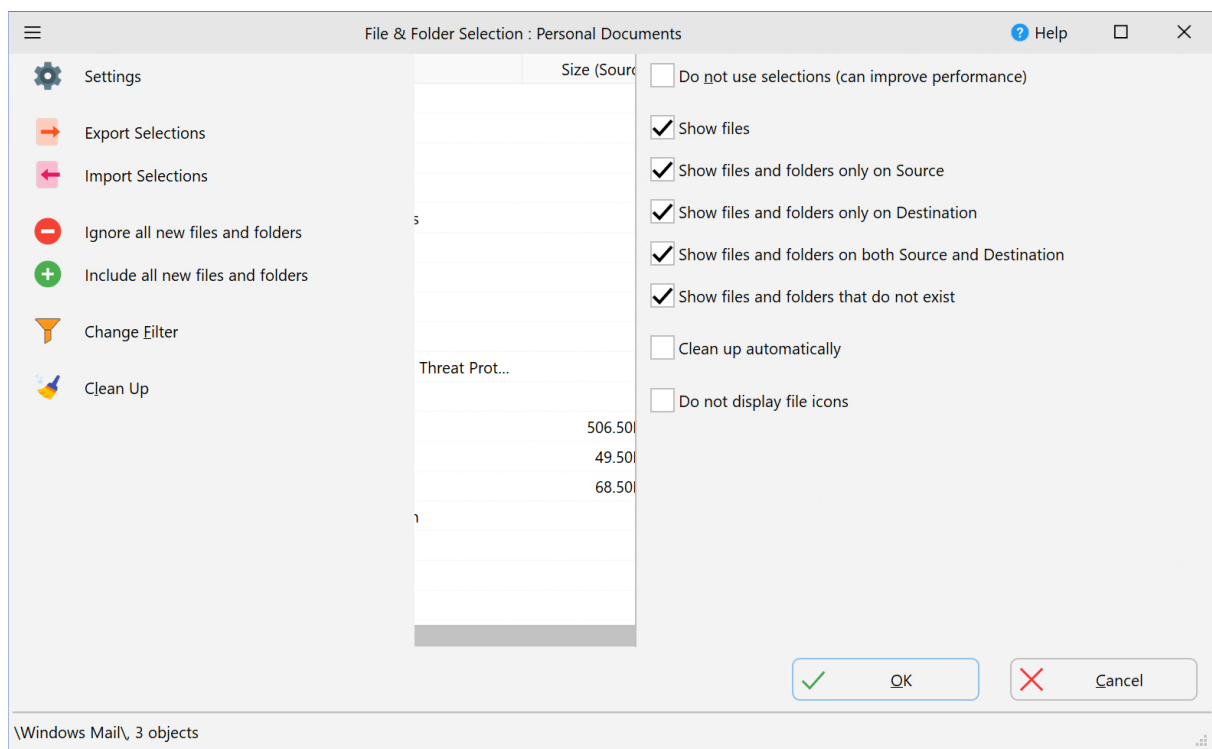 File & Folder Selection : Personal Documents
Help
Settings
Export Selections
Import Selections
Ignore all new files and folders
Include all new files and folders
Change Filter
Clean Up
Size
s
Threat Prot...
506.50
49.50
68.50
Do not use selections (can improve performance)
Show files
Show files and folders only on Source
Show files and folders only on Destination
Show files and folders on both Source and Destination
Show files and folders that do not exist
Clean up automatically
Do not display file icons
OK
Cancel
\Windows Mail\, 3 objects